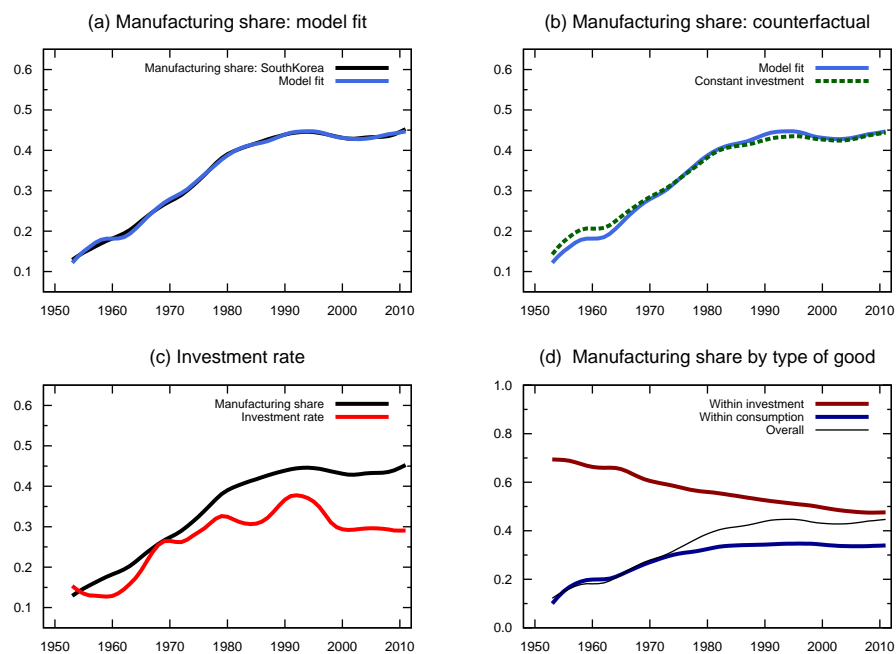 (a) Manufacturing share: model fit
0.6
0.5
0.4
0.3
0.2
0.1
1950 1960 1970 1980 1990 2000 2010
Manufacturing share: SouthKorea
Model fit
(b) Manufacturing share: counterfactual
0.6
0.5
0.4
0.3
0.2
0.1
1950 1960 1970 1980 1990 2000 2010
Model fit
Constant investment
(c) Investment rate
0.6
0.5
0.4
0.3
0.2
0.1
1950 1960 1970 1980 1990 2000 2010
Manufacturing share
Investment rate
(d) Manufacturing share by type of good
1.0
0.8
0.6
0.4
0.2
0.0
1950 1960 1970 1980 1990 2000 2010
Within investment
Within consumption
Overall